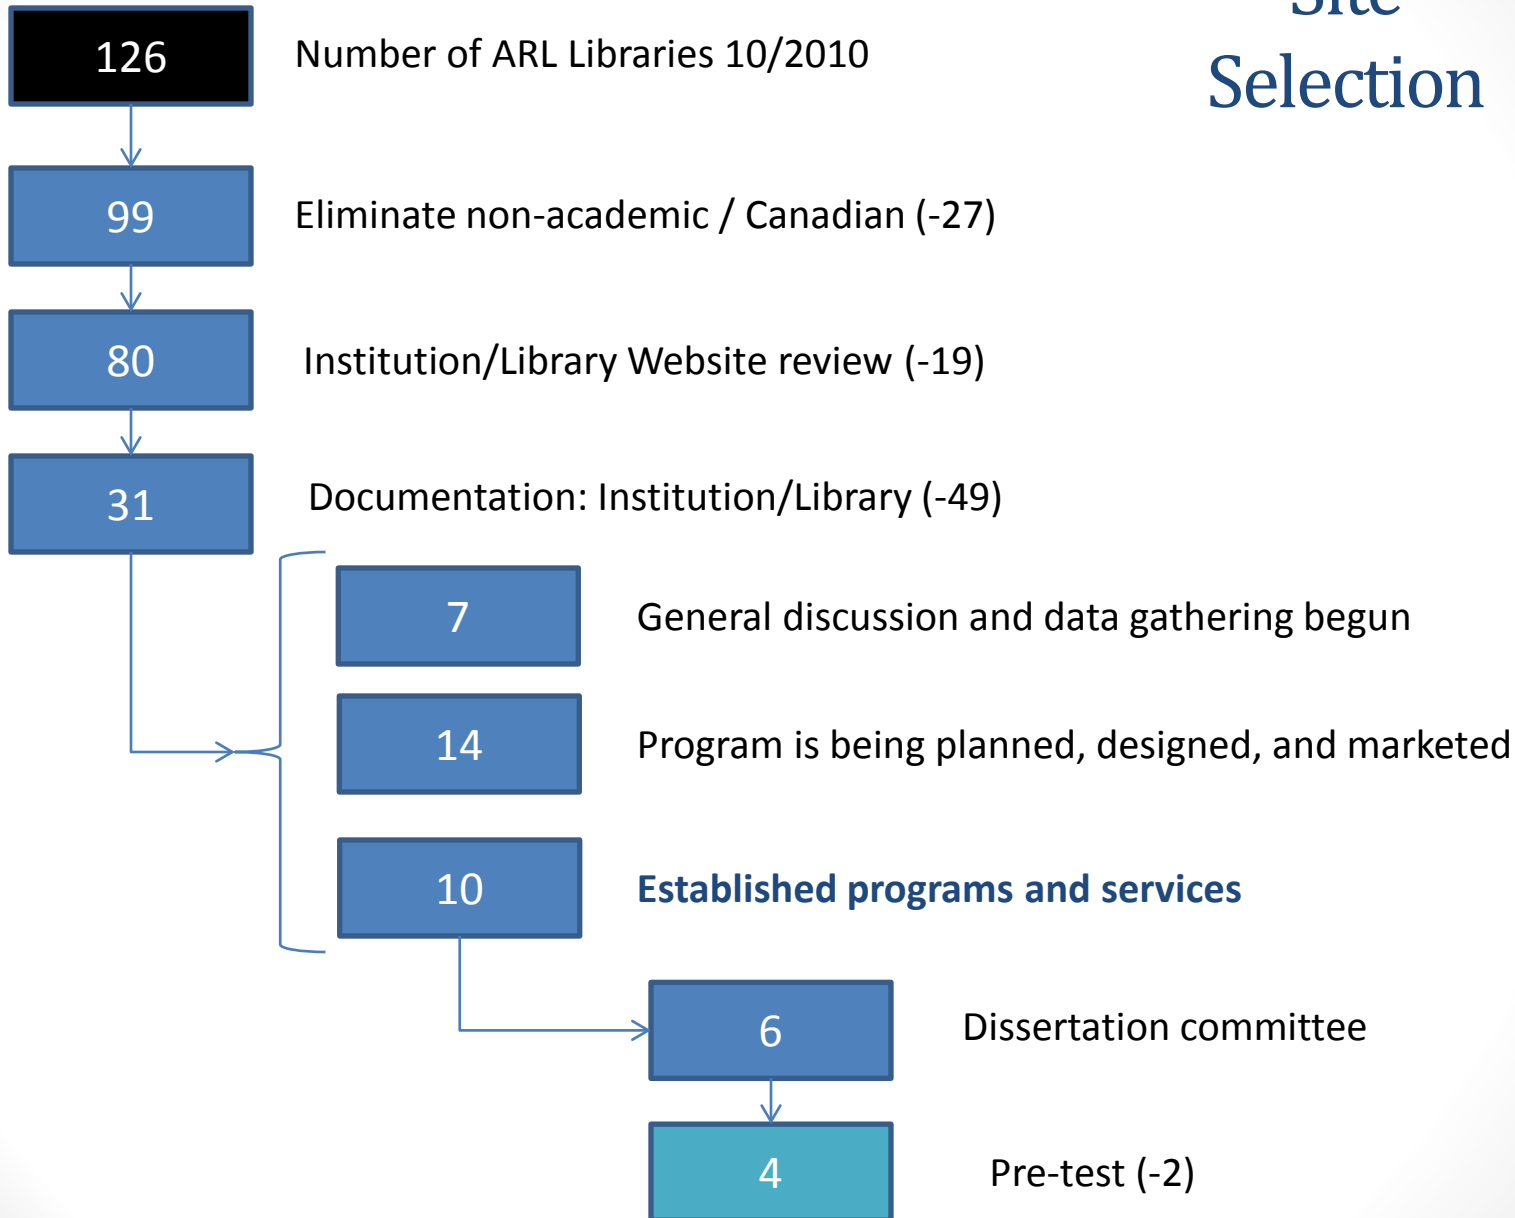 Site
Selection
126
Number of ARL Libraries 10/2010
99
Eliminate non-academic / Canadian (-27)
80
Institution/Library Website review (-19)
31
Documentation: Institution/Library (-49)
7
General discussion and data gathering begun
14
Program is being planned, designed, and marketed
10
Established programs and services
6
Dissertation committee
4
Pre-test (-2)